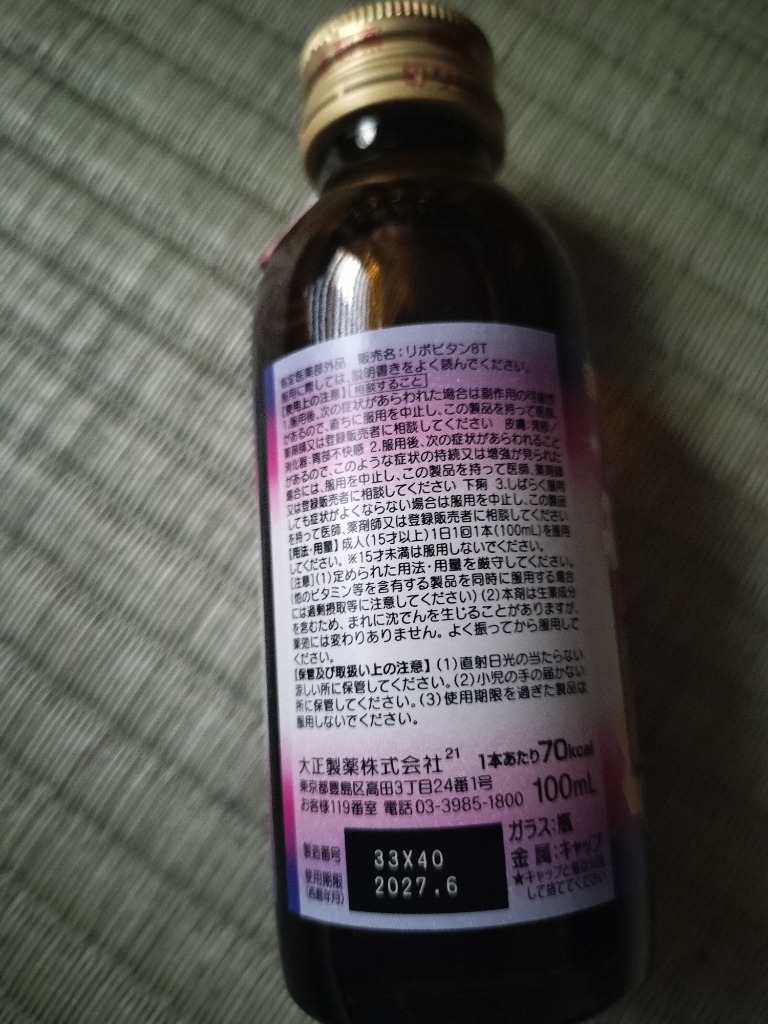 指定医薬部外品 販売名:リポビタン8T
服用に際しては、説明書きをよく読んでください。
【使用上の注意】 相談すること
1.服用後、次の症状があらわれた場合は副作用の可能性
があるので、直ちに服用を中止し、この製品を持って医師、
薬剤師又は登録販売者に相談してください 皮膚:発疹/
消化器:胃部不快感 2.服用後、次の症状があらわれること
があるので、このような症状の持続又は増強が見られた
場合には、服用を中止し、この製品を持って医師、薬剤師
又は登録販売者に相談してください 下痢 3.しばらく服用
しても症状がよくならない場合は服用を中止し、この製品
を持って医師、薬剤師又は登録販売者に相談してください
【用法・用量】成人(15才以上)1日1回1本(100mL)を服用
してください。※15才未満は服用しないでください。
[注意](1)定められた用法・用量を厳守してください。
(他のビタミン等を含有する製品を同時に服用する場合
には過剰摂取等に注意してください)(2)本剤は生薬成分
を含むため、まれに沈でんを生じることがありますが、
薬効には変わりありません。よく振ってから服用して
ください。
【保管及び取扱い上の注意】(1)直射日光の当たらない
涼しい所に保管してください。(2)小児の手の届かない
所に保管してください。(3)使用期限を過ぎた製品は
服用しないでください。
大正製薬株式会社21 1本あたり70kcal
東京都豊島区高田3丁目24番1号 100mL
お客様119番室 電話 03-3985-1800
ガラス:瓶
金属:キャップ
★キャップと瓶は分別
して捨ててください
製造番号 33X40
使用期限 2027.6
(西暦年月)